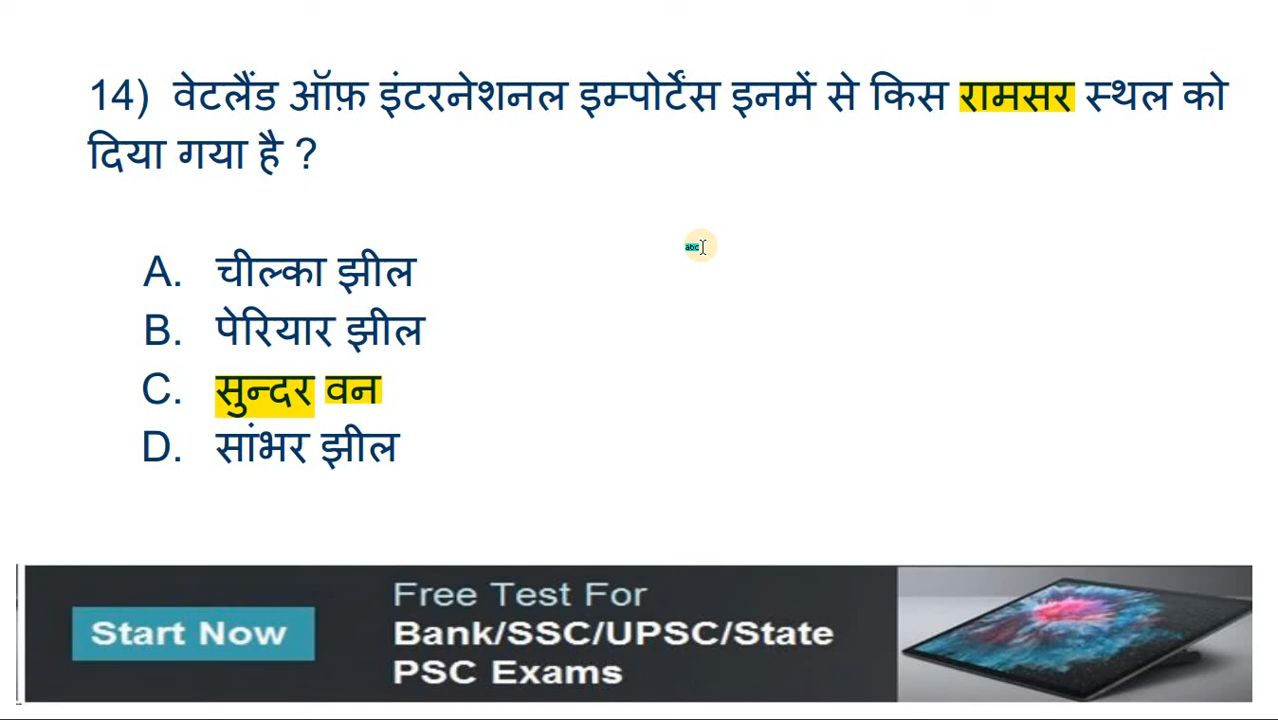 14) वेटलैंड ऑफ़ इंटरनेशनल इम्पोर्टेंस इनमें से किस रामसर स्थल को
दिया गया है ?
abc
A. चील्का झील
B. पेरियार झील
C. सुन्दर वन
D. सांभर झील
Start Now
Free Test For
Bank/SSC/UPSC/State
PSC Exams